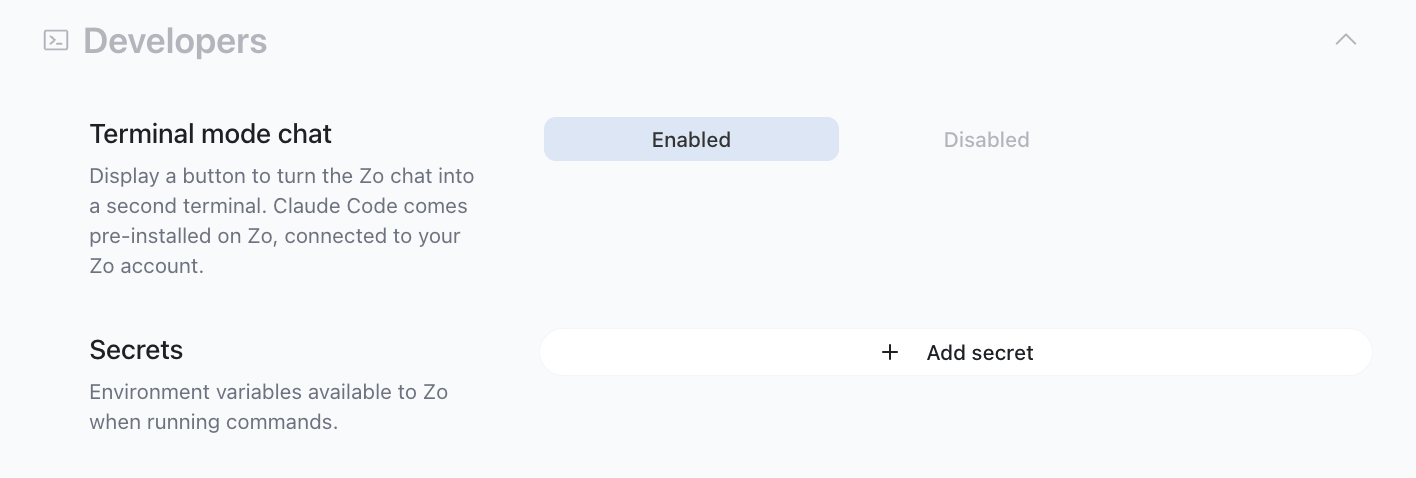 Developers
Terminal mode chat
Enabled
Disabled
Display a button to turn the Zo chat into
a second terminal. Claude Code comes
pre-installed on Zo, connected to your
Zo account.
Secrets
Add secret
Environment variables available to Zo
when running commands.